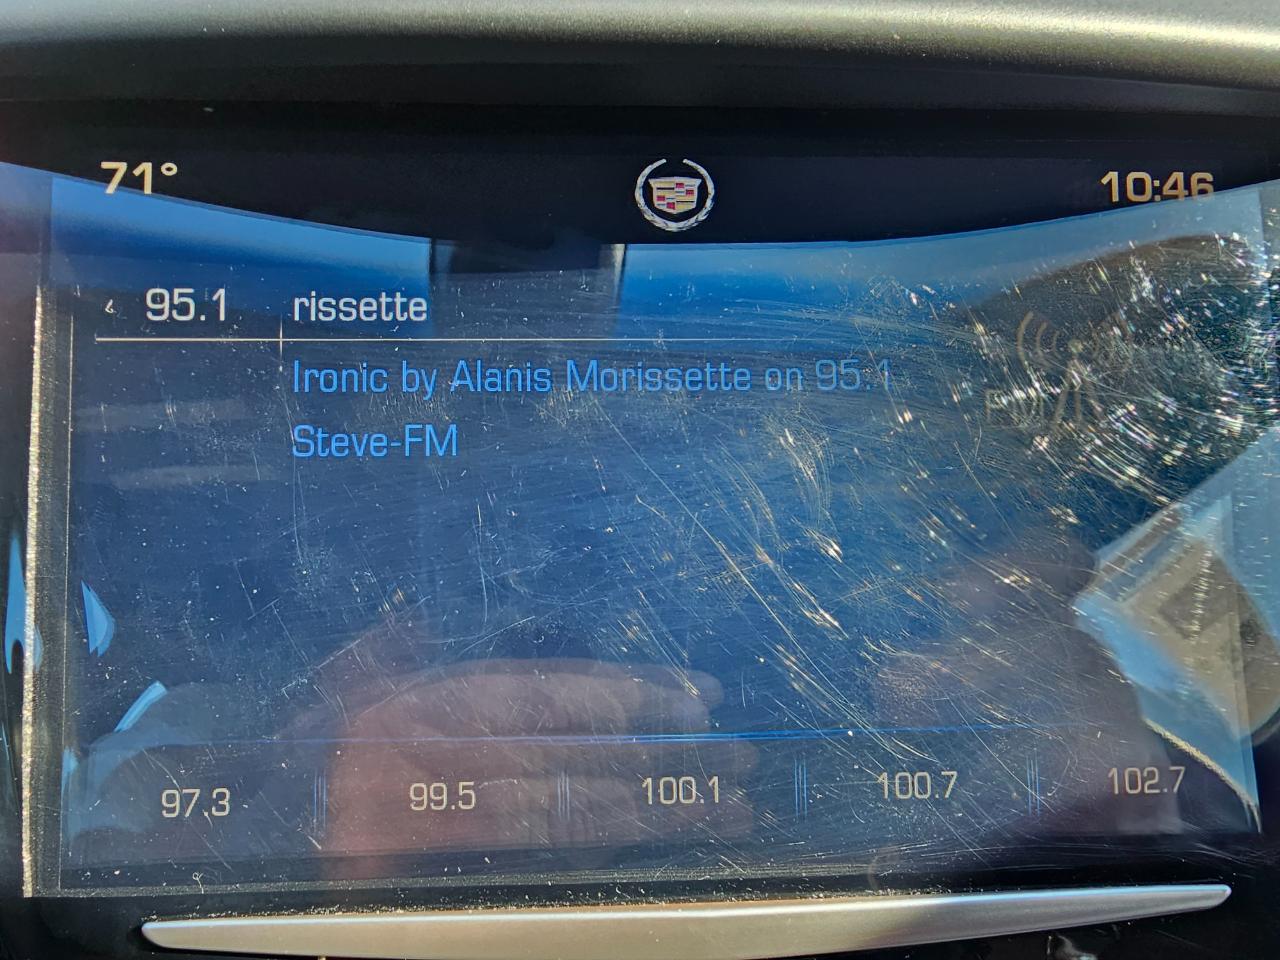 71° 10:46
95.1 rissette
Ironic by Alanis Morissette on 95.1
Steve-FM
97.3 99.5 100.1 100.7 102.7